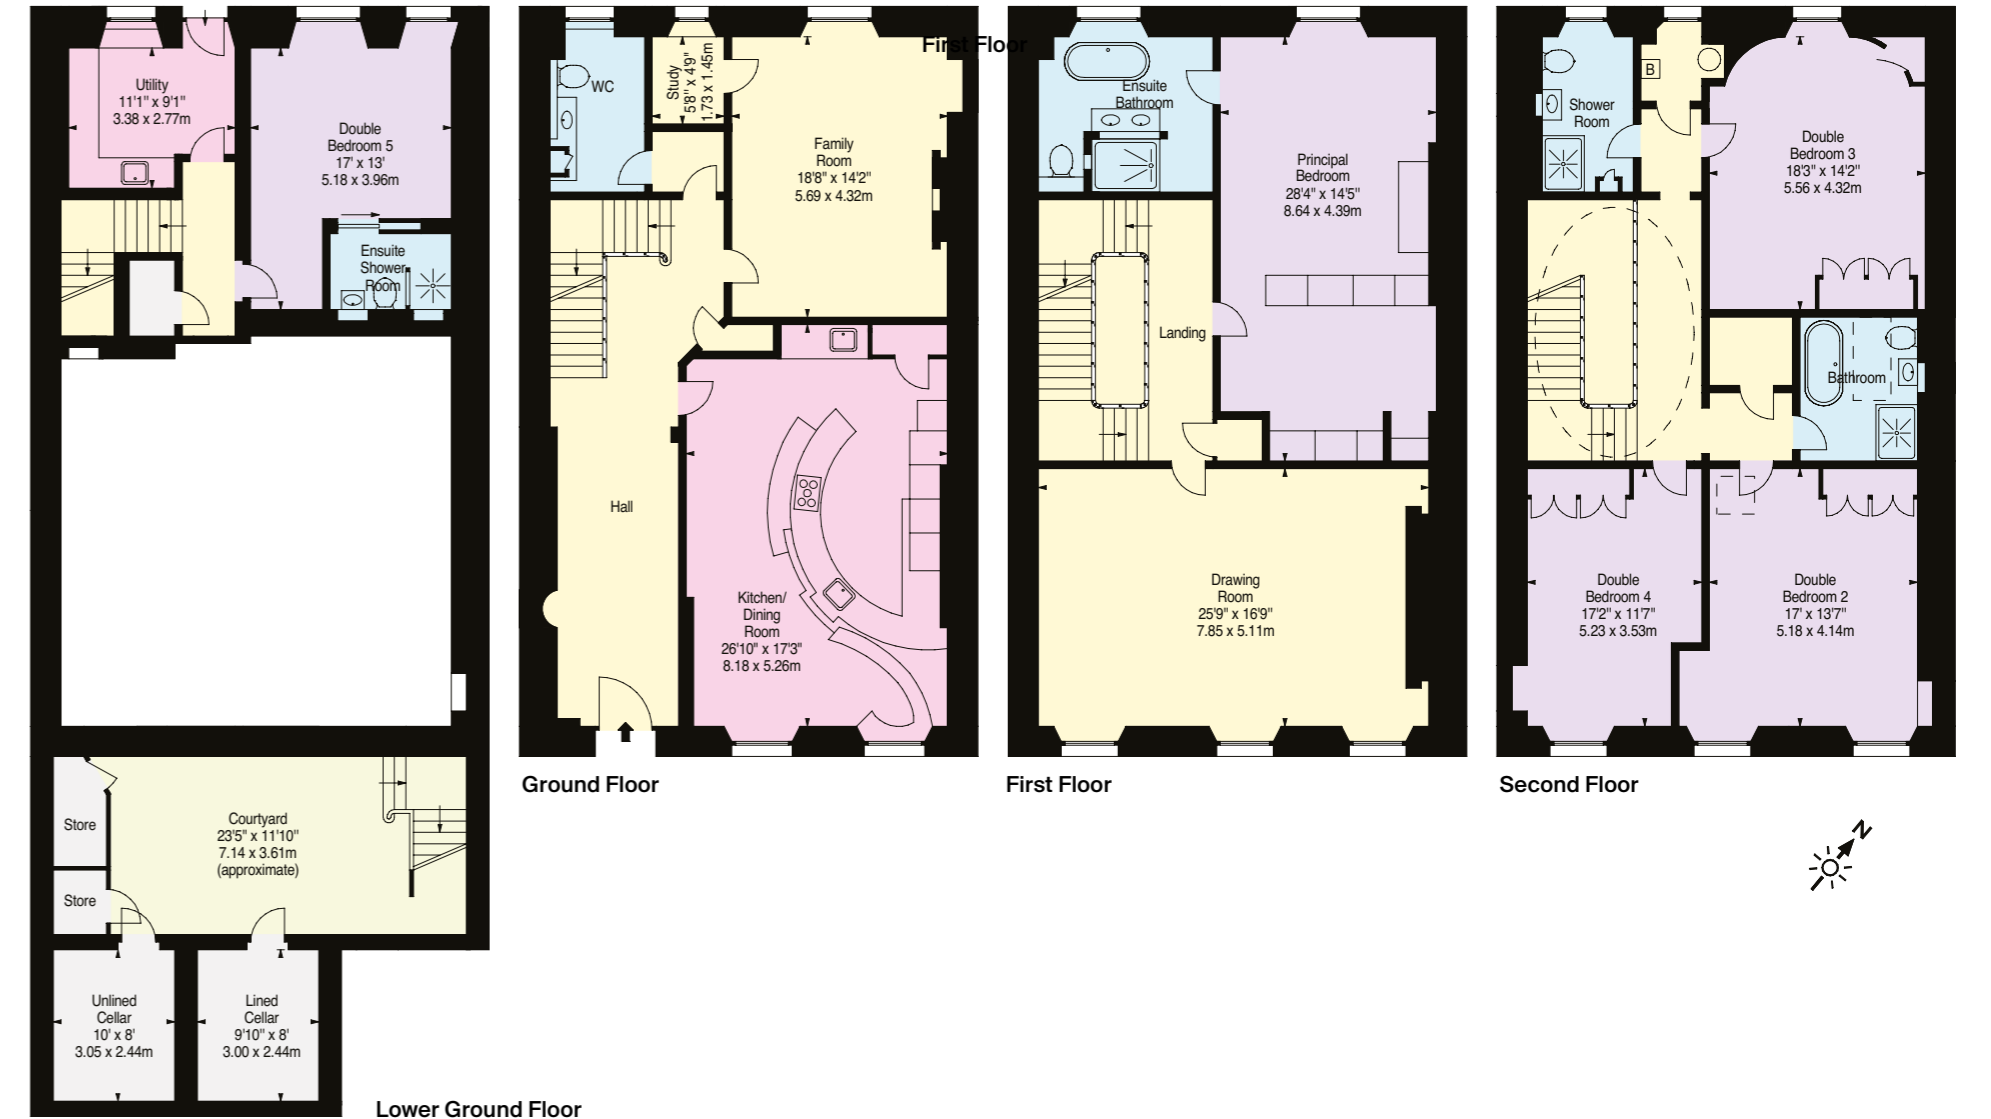 Utility
11'1" x 9'1"
3.38 x 2.77m
Double
Bedroom 5
17' x 13'
5.18 x 3.96m
Ensuite
Shower
Room
Store
Store
Courtyard
23'5" x 11'10"
7.14 x 3.61m
(approximate)
Unlined
Cellar
10' x 8'
3.05 x 2.44m
Lined
Cellar
9'10" x 8'
3.00 x 2.44m
Lower Ground Floor
WC
Study
5'8" x 4'9"
1.73 x 1.45m
Family
Room
18'8" x 14'2"
5.69 x 4.32m
Hall
Kitchen/
Dining
Room
26'10" x 17'3"
8.18 x 5.26m
Ground Floor
First Floor
Ensuite
Bathroom
Principal
Bedroom
28'4" x 14'5"
8.64 x 4.39m
Landing
Drawing
Room
25'9" x 16'9"
7.85 x 5.11m
First Floor
Shower
Room
B
Double
Bedroom 3
18'3" x 14'2"
5.56 x 4.32m
Bathroom
Double
Bedroom 4
17'2" x 11'7"
5.23 x 3.53m
Double
Bedroom 2
17' x 13'7"
5.18 x 4.14m
Second Floor
N